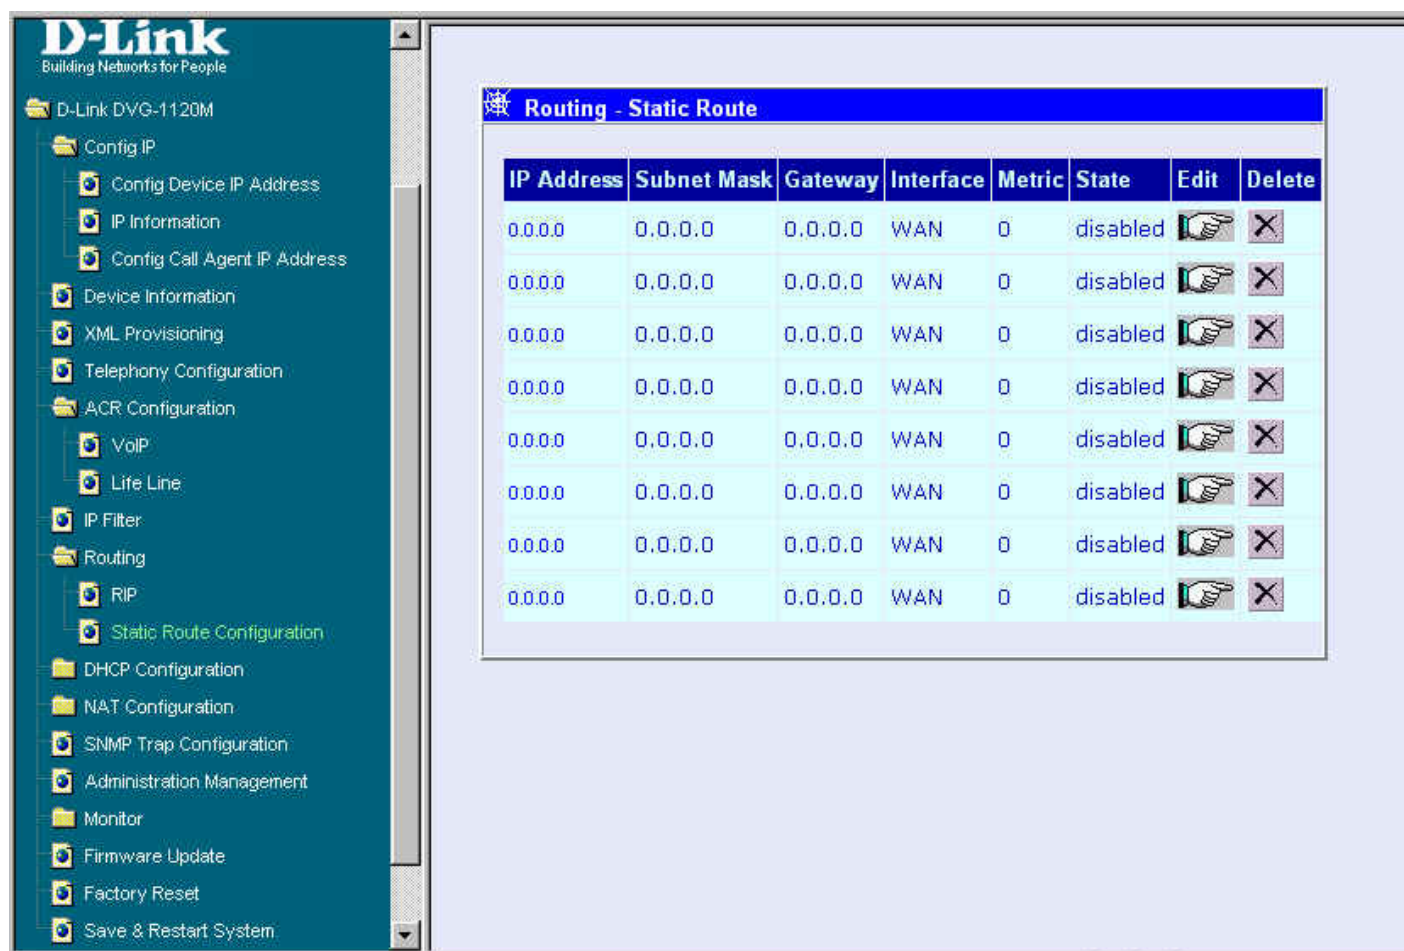 D-Link
Building Networks for People
D-Link DVG-1120M
Config IP
Config Device IP Address
IP Information
Config Call Agent IP Address
Device Information
XML Provisioning
Telephony Configuration
ACR Configuration
VoIP
Life Line
IP Filter
Routing
RIP
Static Route Configuration
DHCP Configuration
NAT Configuration
SNMP Trap Configuration
Administration Management
Monitor
Firmware Update
Factory Reset
Save & Restart System
Routing - Static Route
IP Address Subnet Mask Gateway Interface Metric State Edit Delete
0.0.0.0 0.0.0.0 0.0.0.0 WAN 0 disabled
0.0.0.0 0.0.0.0 0.0.0.0 WAN 0 disabled
0.0.0.0 0.0.0.0 0.0.0.0 WAN 0 disabled
0.0.0.0 0.0.0.0 0.0.0.0 WAN 0 disabled
0.0.0.0 0.0.0.0 0.0.0.0 WAN 0 disabled
0.0.0.0 0.0.0.0 0.0.0.0 WAN 0 disabled
0.0.0.0 0.0.0.0 0.0.0.0 WAN 0 disabled
0.0.0.0 0.0.0.0 0.0.0.0 WAN 0 disabled